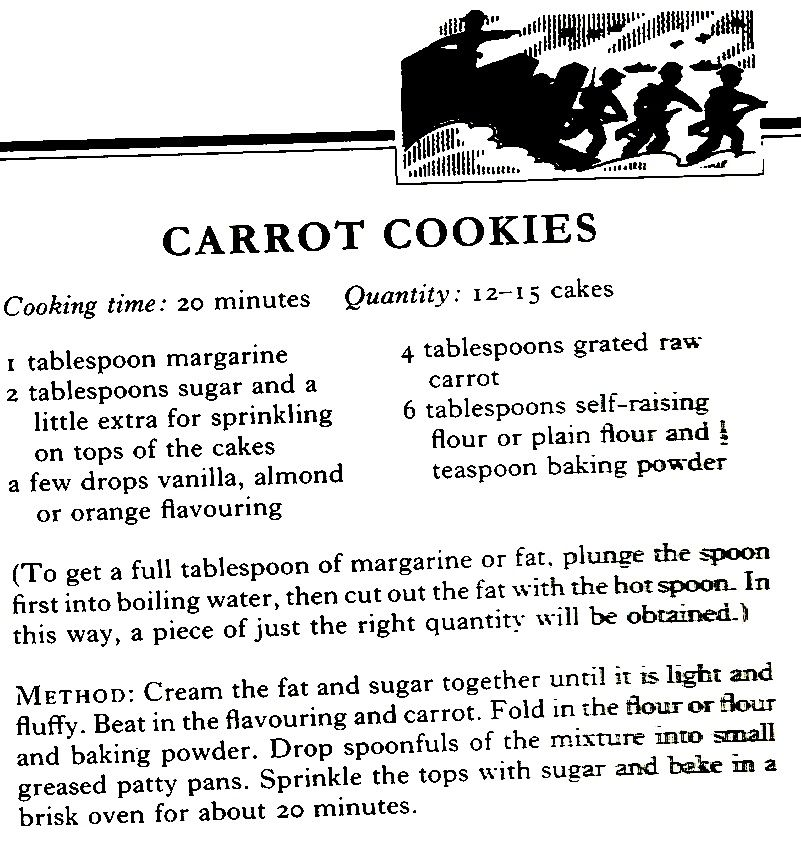 CARROT COOKIES
Cooking time: 20 minutes Quantity: 12–15 cakes
1 tablespoon margarine
2 tablespoons sugar and a
little extra for sprinkling
on tops of the cakes
a few drops vanilla, almond
or orange flavouring
4 tablespoons grated raw
carrot
6 tablespoons self-raising
flour or plain flour and ½
teaspoon baking powder
(To get a full tablespoon of margarine or fat, plunge the spoon
first into boiling water, then cut out the fat with the hot spoon. In
this way, a piece of just the right quantity will be obtained.)
METHOD: Cream the fat and sugar together until it is light and
fluffy. Beat in the flavouring and carrot. Fold in the flour or flour
and baking powder. Drop spoonfuls of the mixture into small
greased patty pans. Sprinkle the tops with sugar and bake in a
brisk oven for about 20 minutes.